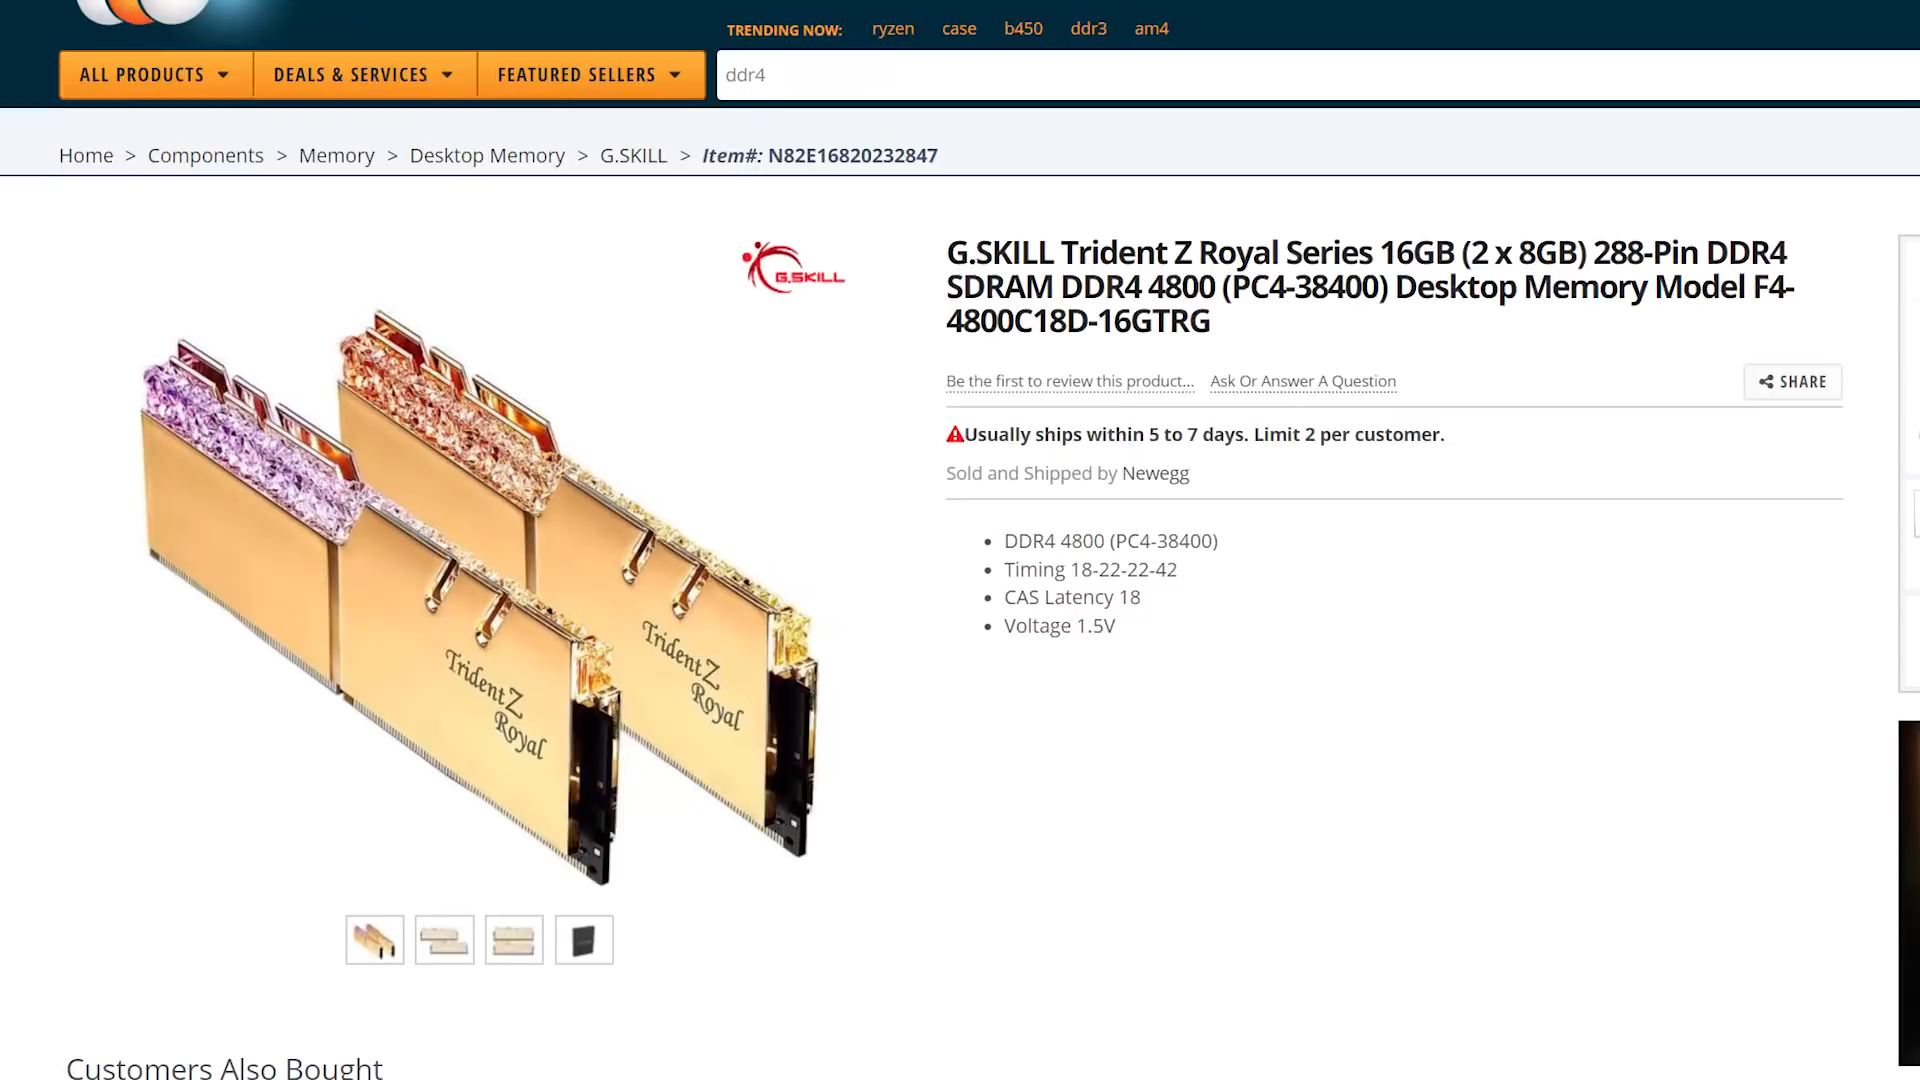 TRENDING NOW: ryzen case b450 ddr3 am4
ALL PRODUCTS DEALS & SERVICES FEATURED SELLERS ddr4
Home > Components > Memory > Desktop Memory > G.SKILL > Item#: N82E16820232847
G.SKILL
G.SKILL Trident Z Royal Series 16GB (2 x 8GB) 288-Pin DDR4
SDRAM DDR4 4800 (PC4-38400) Desktop Memory Model F4-
4800C18D-16GTRG
Be the first to review this product... Ask Or Answer A Question
SHARE
Usually ships within 5 to 7 days. Limit 2 per customer.
Sold and Shipped by Newegg
• DDR4 4800 (PC4-38400)
• Timing 18-22-22-42
• CAS Latency 18
• Voltage 1.5V
Trident Z
Royal
Trident Z
Royal
Customers Also Bought